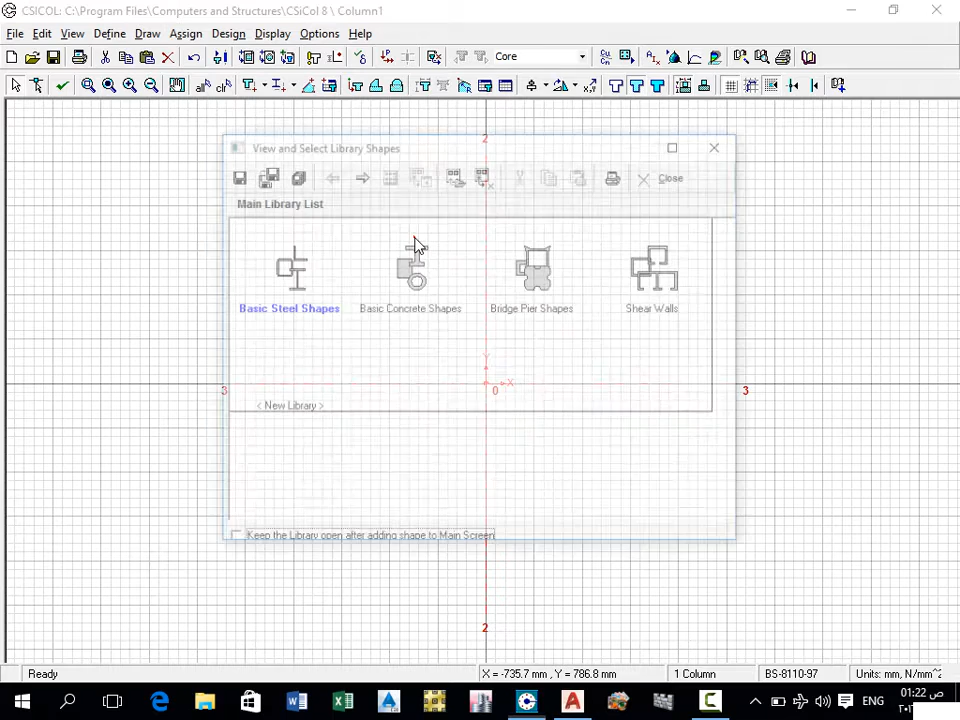 CSICOL: C:\Program Files\Computers and Structures\CSiCol 8 \ Column1
File Edit View Define Draw Assign Design Display Options Help
Core
2
View and Select Library Shapes
Close
Main Library List
Basic Steel Shapes Basic Concrete Shapes Bridge Pier Shapes Shear Walls
Y
X
3 0 3
< New Library >
Keep the Library open after adding shape to Main Screen
2
Ready X = -735.7 mm , Y = 786.8 mm 1 Column BS-8110-97 Units: mm, N/mm^2
ENG 01:22 ص